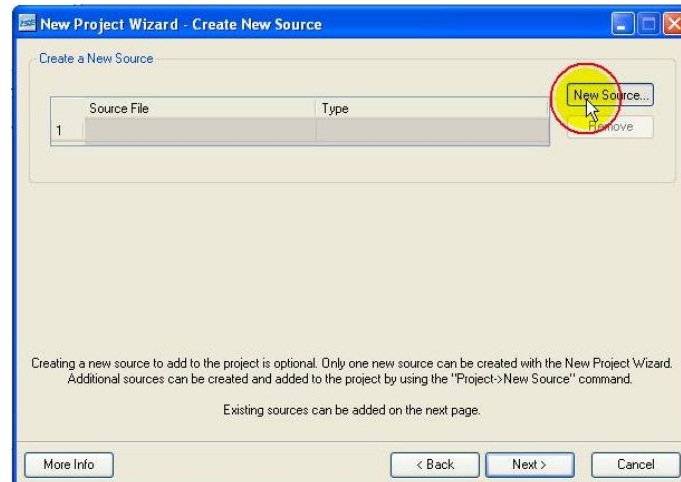 New Project Wizard - Create New Source
Create a New Source
Source File Type
New Source...
1
Remove
Creating a new source to add to the project is optional. Only one new source can be created with the New Project Wizard.
Additional sources can be created and added to the project by using the "Project->New Source" command.
Existing sources can be added on the next page.
More Info < Back Next > Cancel